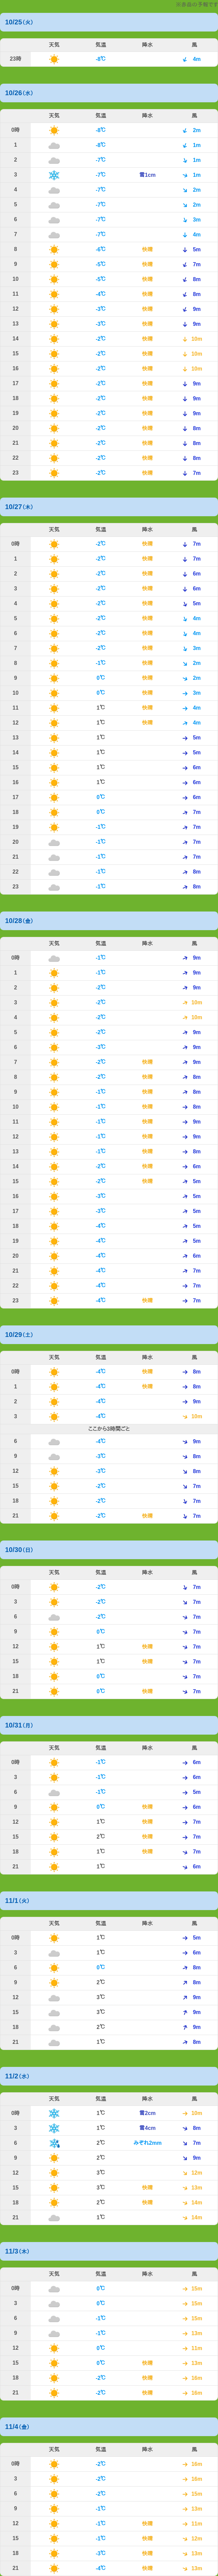 10/25(火)
天気 気温 降水 風
23時 -8℃ 4m
10/26(水)
天気 気温 降水 風
0時 -8℃ 2m
1 -8℃ 1m
2 -7℃ 1m
3 -7℃ 雪1cm 1m
4 -7℃ 2m
5 -7℃ 2m
6 -7℃ 3m
7 -7℃ 4m
8 -6℃ 快晴 5m
9 -5℃ 快晴 7m
10 -5℃ 快晴 8m
11 -4℃ 快晴 8m
12 -3℃ 快晴 9m
13 -3℃ 快晴 9m
14 -2℃ 快晴 10m
15 -2℃ 快晴 10m
16 -2℃ 快晴 10m
17 -2℃ 快晴 9m
18 -2℃ 快晴 9m
19 -2℃ 快晴 9m
20 -2℃ 快晴 8m
21 -2℃ 快晴 8m
22 -2℃ 快晴 8m
23 -2℃ 快晴 7m
10/27(木)
天気 気温 降水 風
0時 -2℃ 快晴 7m
1 -2℃ 快晴 7m
2 -2℃ 快晴 6m
3 -2℃ 快晴 6m
4 -2℃ 快晴 5m
5 -2℃ 快晴 4m
6 -2℃ 快晴 4m
7 -2℃ 快晴 3m
8 -1℃ 快晴 2m
9 0℃ 快晴 2m
10 0℃ 快晴 3m
11 1℃ 快晴 4m
12 1℃ 快晴 4m
13 1℃ 5m
14 1℃ 5m
15 1℃ 6m
16 1℃ 6m
17 0℃ 6m
18 0℃ 7m
19 -1℃ 7m
20 -1℃ 7m
21 -1℃ 7m
22 -1℃ 8m
23 -1℃ 8m
10/28(金)
天気 気温 降水 風
0時 -1℃ 9m
1 -1℃ 9m
2 -2℃ 9m
3 -2℃ 10m
4 -2℃ 10m
5 -2℃ 9m
6 -3℃ 9m
7 -2℃ 快晴 9m
8 -2℃ 快晴 8m
9 -1℃ 快晴 8m
10 -1℃ 快晴 8m
11 -1℃ 快晴 9m
12 -1℃ 快晴 9m
13 -1℃ 快晴 8m
14 -2℃ 快晴 6m
15 -2℃ 快晴 5m
16 -3℃ 5m
17 -3℃ 5m
18 -4℃ 5m
19 -4℃ 5m
20 -4℃ 6m
21 -4℃ 7m
22 -4℃ 7m
23 -4℃ 快晴 7m
10/29(土)
天気 気温 降水 風
0時 -4℃ 快晴 8m
1 -4℃ 快晴 8m
2 -4℃ 9m
3 -4℃ 10m
ここから3時間ごと
6 -4℃ 9m
9 -3℃ 8m
12 -3℃ 8m
15 -2℃ 7m
18 -2℃ 7m
21 -2℃ 快晴 7m
10/30(日)
天気 気温 降水 風
0時 -2℃ 7m
3 -2℃ 7m
6 -2℃ 7m
9 0℃ 7m
12 1℃ 快晴 7m
15 1℃ 快晴 7m
18 0℃ 快晴 7m
21 0℃ 快晴 7m
10/31(月)
天気 気温 降水 風
0時 -1℃ 6m
3 -1℃ 6m
6 -1℃ 5m
9 0℃ 快晴 6m
12 1℃ 快晴 7m
15 2℃ 快晴 7m
18 1℃ 快晴 7m
21 1℃ 6m
11/1(火)
天気 気温 降水 風
0時 1℃ 5m
3 1℃ 6m
6 0℃ 8m
9 2℃ 8m
12 3℃ 9m
15 3℃ 9m
18 2℃ 9m
21 1℃ 8m
11/2(水)
天気 気温 降水 風
0時 1℃ 雪2cm 10m
3 1℃ 雪4cm 8m
6 2℃ みぞれ2mm 7m
9 2℃ 9m
12 3℃ 12m
15 3℃ 快晴 13m
18 2℃ 快晴 14m
21 1℃ 14m
11/3(木)
天気 気温 降水 風
0時 0℃ 15m
3 0℃ 15m
6 -1℃ 15m
9 -1℃ 13m
12 0℃ 11m
15 0℃ 快晴 13m
18 -2℃ 快晴 16m
21 -2℃ 快晴 16m
11/4(金)
天気 気温 降水 風
0時 -2℃ 16m
3 -2℃ 16m
6 -2℃ 15m
9 -1℃ 13m
12 -1℃ 快晴 11m
15 -1℃ 快晴 12m
18 -3℃ 快晴 13m
21 -4℃ 快晴 13m